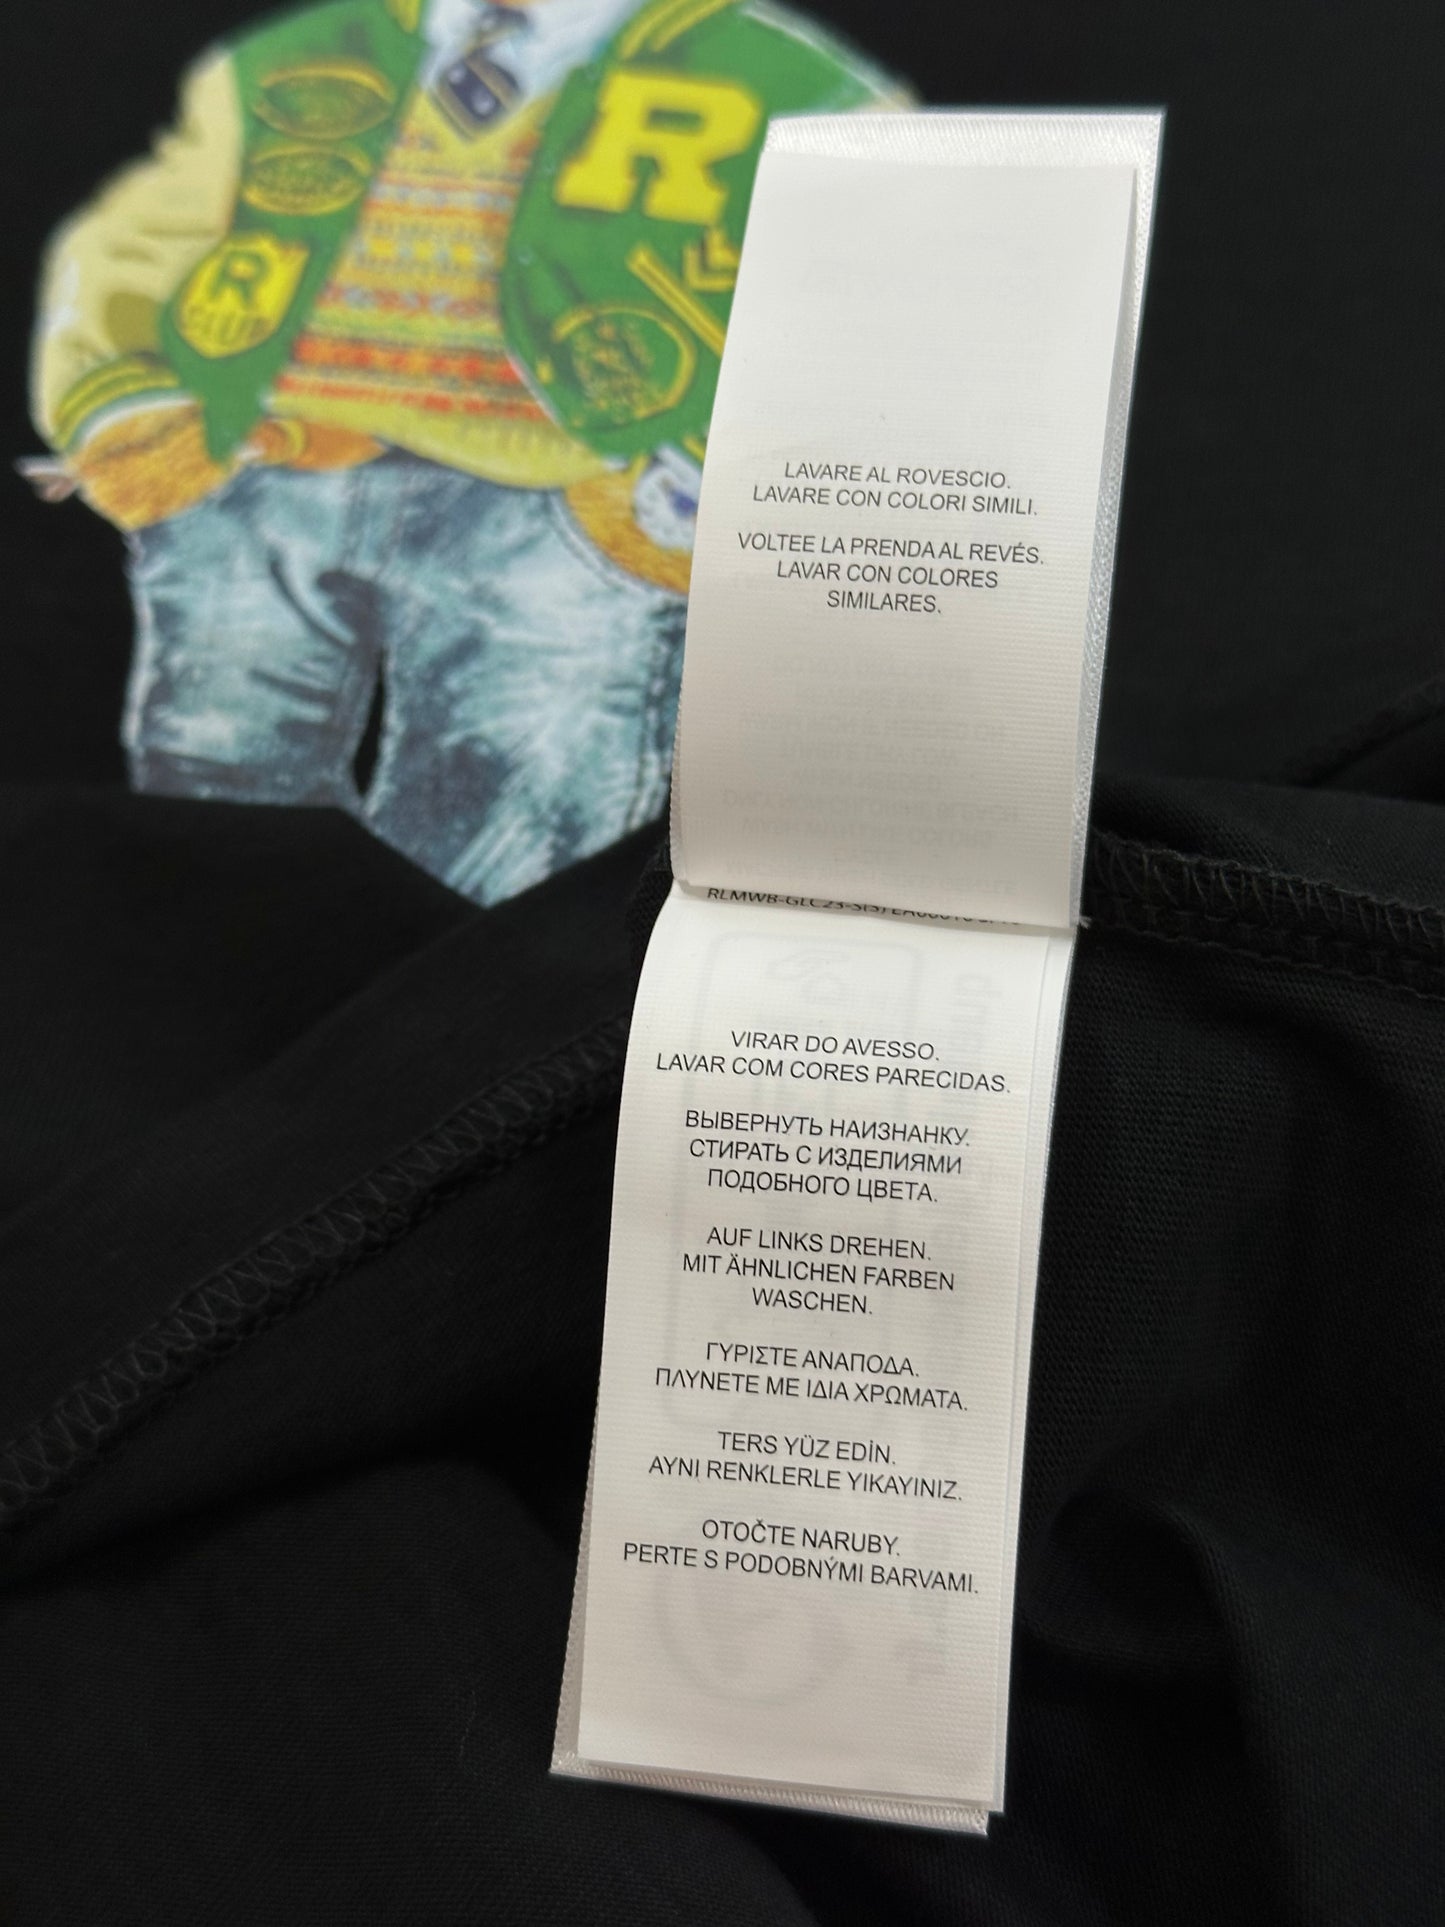 R
R
LAVARE AL ROVESCIO.
LAVARE CON COLORI SIMILI.
VOLTEE LA PRENDA AL REVÉS.
LAVAR CON COLORES
SIMILARES.
VIRAR DO AVESSO.
LAVAR COM CORES PARECIDAS.
ВЫВЕРНУТЬ НАИЗНАНКУ.
СТИРАТЬ С ИЗДЕЛИЯМИ
ПОДОБНОГО ЦВЕТА.
AUF LINKS DREHEN.
MIT ÄHNLICHEN FARBEN
WASCHEN.
ΓΥΡΙΣΤΕ ΑΝΑΠΟΔΑ.
ΠΛΥΝΕΤΕ ΜΕ ΙΔΙΑ ΧΡΩΜΑΤΑ.
TERS YÜZ EDİN.
AYNI RENKLERLE YIKAYINIZ.
OTOČTE NARUBY.
PERTE S PODOBNÝMI BARVAMI.